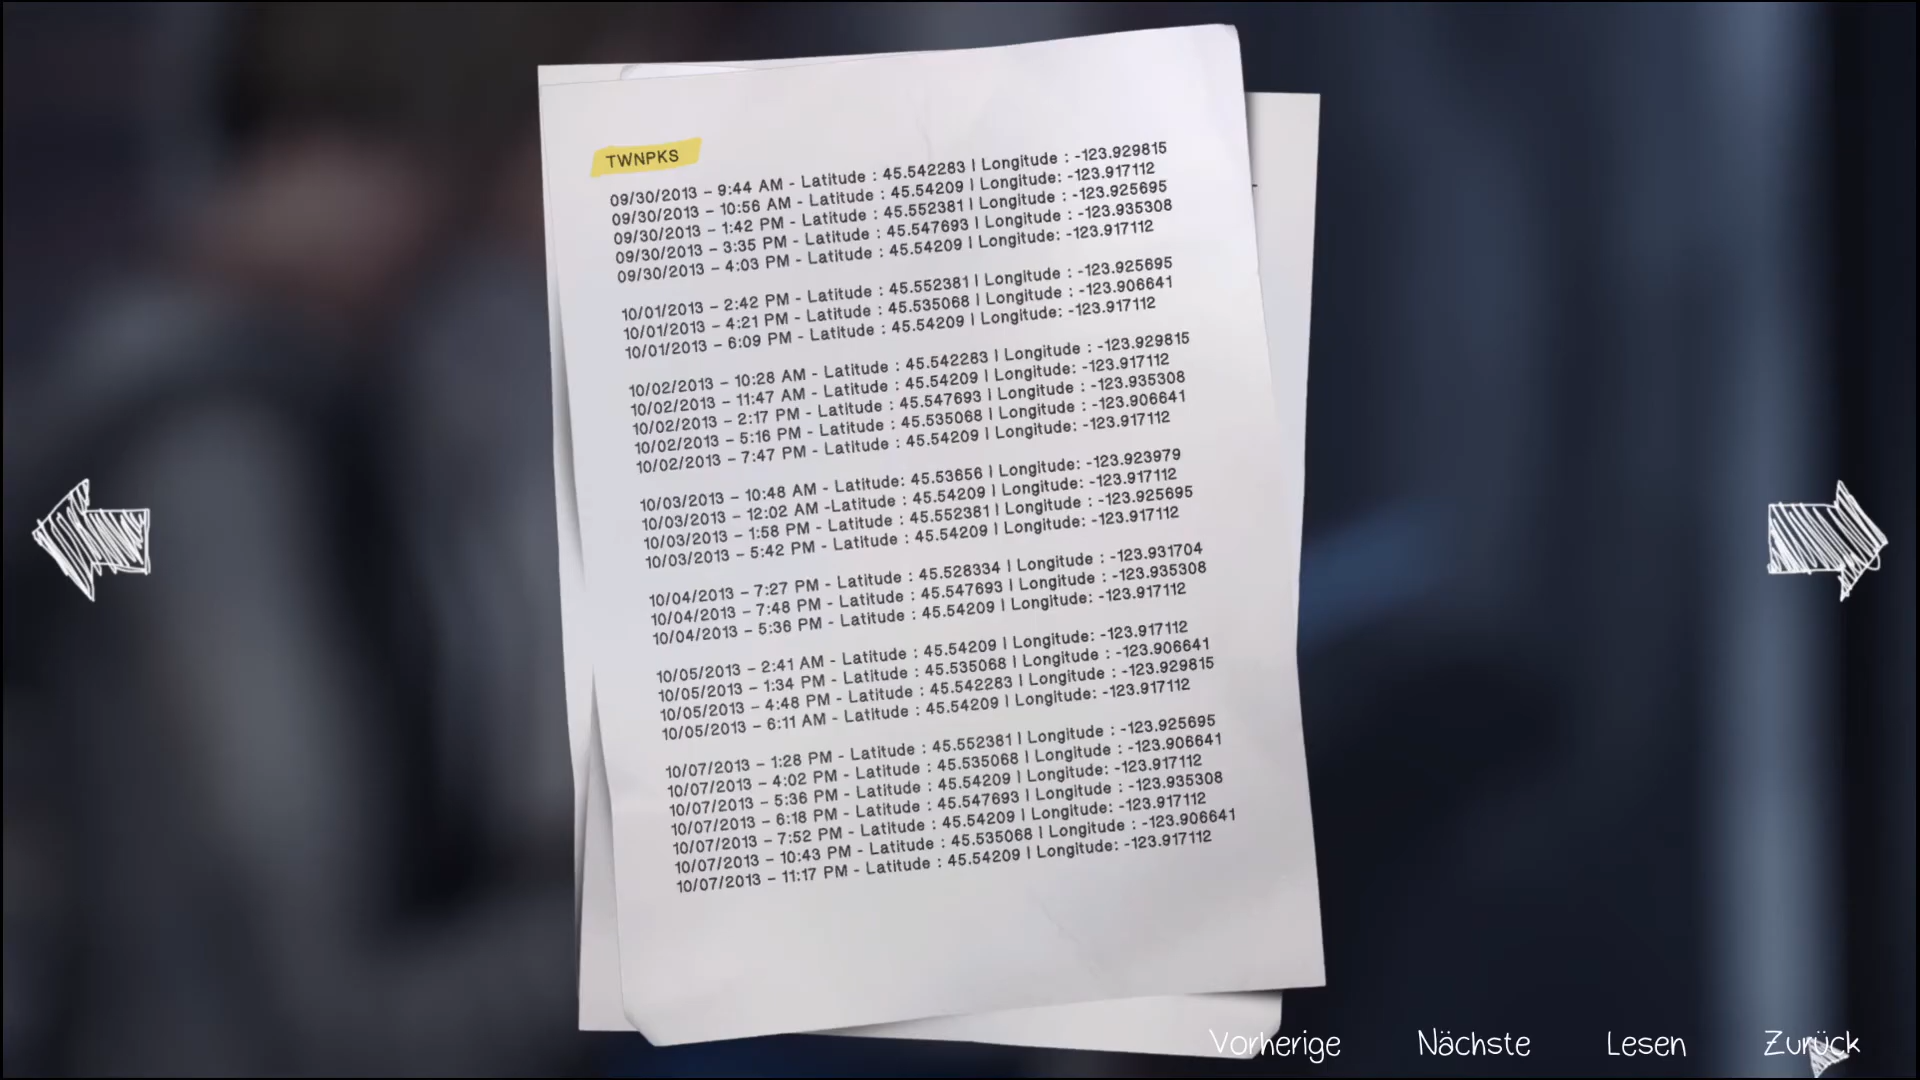 TWNPKS
09/30/2013 – 9:44 AM - Latitude : 45.542283 | Longitude : -123.929815
09/30/2013 – 10:56 AM - Latitude : 45.54209 | Longitude: -123.917112
09/30/2013 – 1:42 PM - Latitude : 45.552381 | Longitude : -123.925695
09/30/2013 – 3:35 PM - Latitude : 45.547693 | Longitude : -123.935308
09/30/2013 – 4:03 PM - Latitude : 45.54209 | Longitude: -123.917112
10/01/2013 – 2:42 PM - Latitude : 45.552381 | Longitude : -123.925695
10/01/2013 – 4:21 PM - Latitude : 45.535068 | Longitude : -123.906641
10/01/2013 – 6:09 PM - Latitude : 45.54209 | Longitude: -123.917112
10/02/2013 – 10:28 AM - Latitude : 45.542283 | Longitude : -123.929815
10/02/2013 – 11:47 AM - Latitude : 45.54209 | Longitude: -123.917112
10/02/2013 – 2:17 PM - Latitude : 45.547693 | Longitude : -123.935308
10/02/2013 – 5:16 PM - Latitude : 45.535068 | Longitude : -123.906641
10/02/2013 – 7:47 PM - Latitude : 45.54209 | Longitude: -123.917112
10/03/2013 – 10:48 AM - Latitude: 45.53656 | Longitude: -123.923979
10/03/2013 – 12:02 AM -Latitude : 45.54209 | Longitude: -123.917112
10/03/2013 – 1:58 PM - Latitude : 45.552381 | Longitude : -123.925695
10/03/2013 – 5:42 PM - Latitude : 45.54209 | Longitude: -123.917112
10/04/2013 – 7:27 PM - Latitude : 45.528334 | Longitude : -123.931704
10/04/2013 – 7:48 PM - Latitude : 45.547693 | Longitude : -123.935308
10/04/2013 – 5:36 PM - Latitude : 45.54209 | Longitude: -123.917112
10/05/2013 – 2:41 AM - Latitude : 45.54209 | Longitude: -123.917112
10/05/2013 – 1:34 PM - Latitude : 45.535068 | Longitude : -123.906641
10/05/2013 – 4:48 PM - Latitude : 45.542283 | Longitude : -123.929815
10/05/2013 – 6:11 AM - Latitude : 45.54209 | Longitude: -123.917112
10/07/2013 – 1:28 PM - Latitude : 45.552381 | Longitude : -123.925695
10/07/2013 – 4:02 PM - Latitude : 45.535068 | Longitude : -123.906641
10/07/2013 – 5:36 PM - Latitude : 45.54209 | Longitude: -123.917112
10/07/2013 – 6:18 PM - Latitude : 45.547693 | Longitude : -123.935308
10/07/2013 – 7:52 PM - Latitude : 45.54209 | Longitude: -123.917112
10/07/2013 – 10:43 PM - Latitude : 45.535068 | Longitude : -123.906641
10/07/2013 – 11:17 PM - Latitude : 45.54209 | Longitude: -123.917112
Vorherige Nächste Lesen Zurück